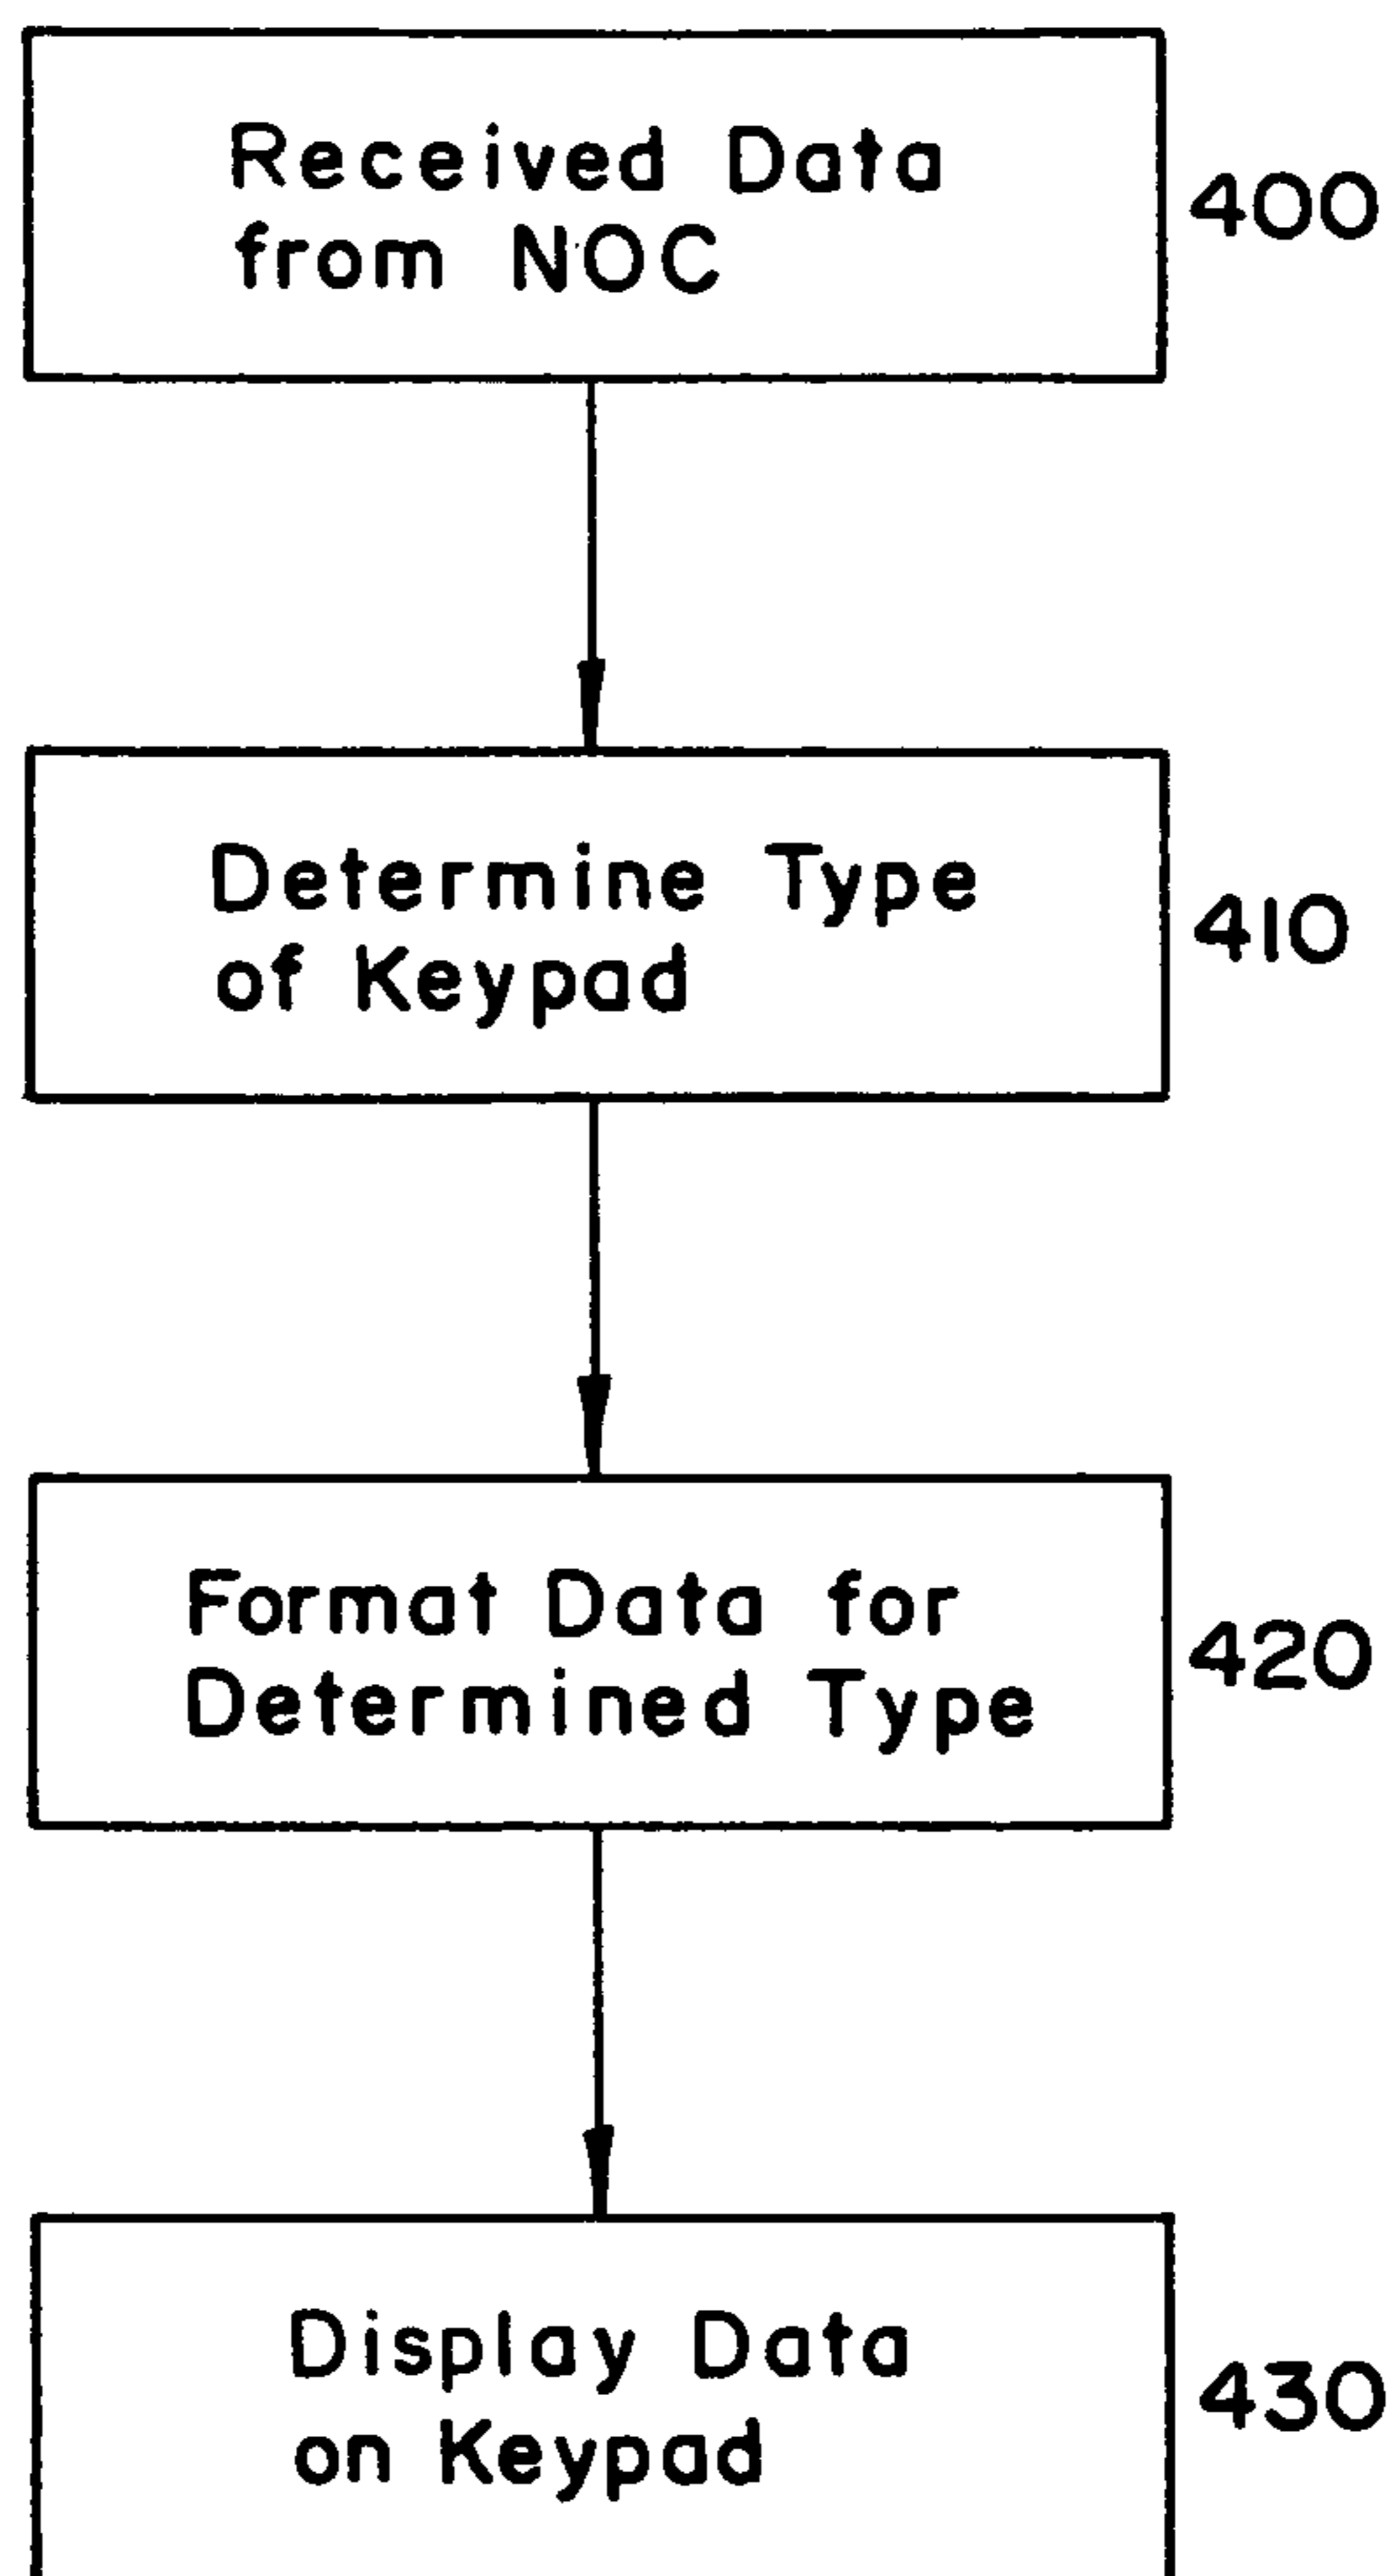 Received Data
from NOC
400
Determine Type
of Keypad
410
Format Data for
Determined Type
420
Display Data
on Keypad
430